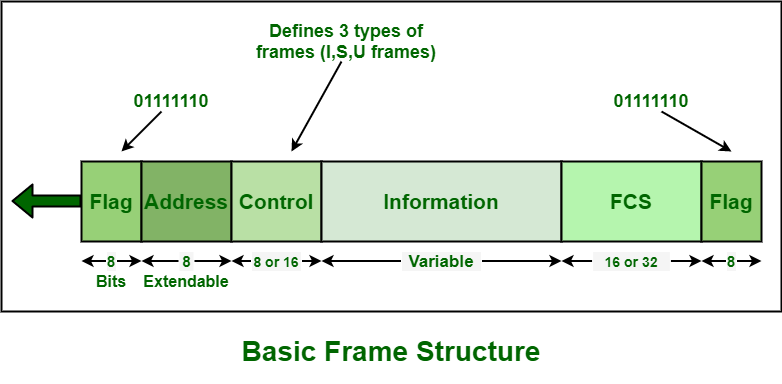 Defines 3 types of
frames (I,S,U frames)
01111110
01111110
Flag
Address
Control
Information
FCS
Flag
8
Bits
8
Extendable
8 or 16
Variable
16 or 32
8
Basic Frame Structure